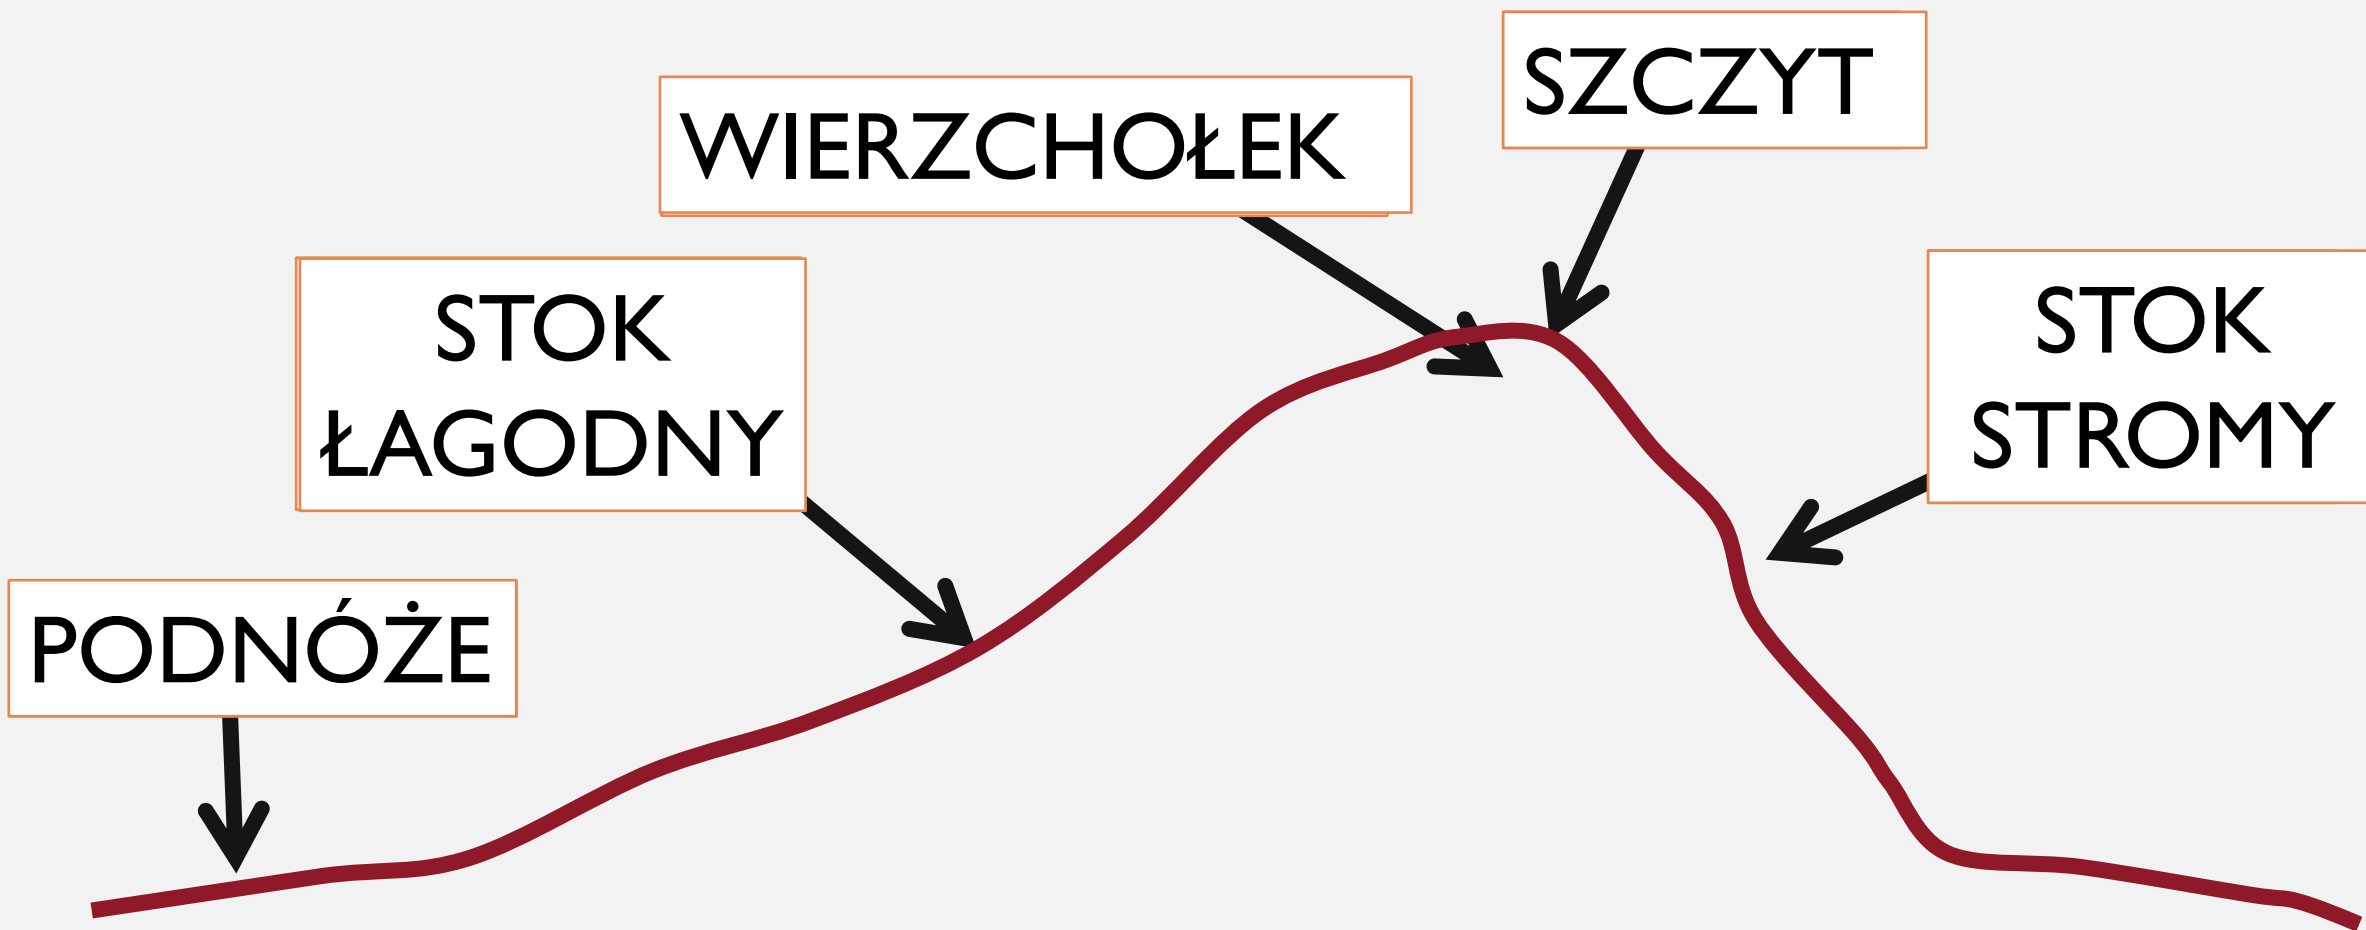 SZCZYT
WIERZCHOŁEK
STOK
ŁAGODNY
STOK
STROMY
PODNÓŻE